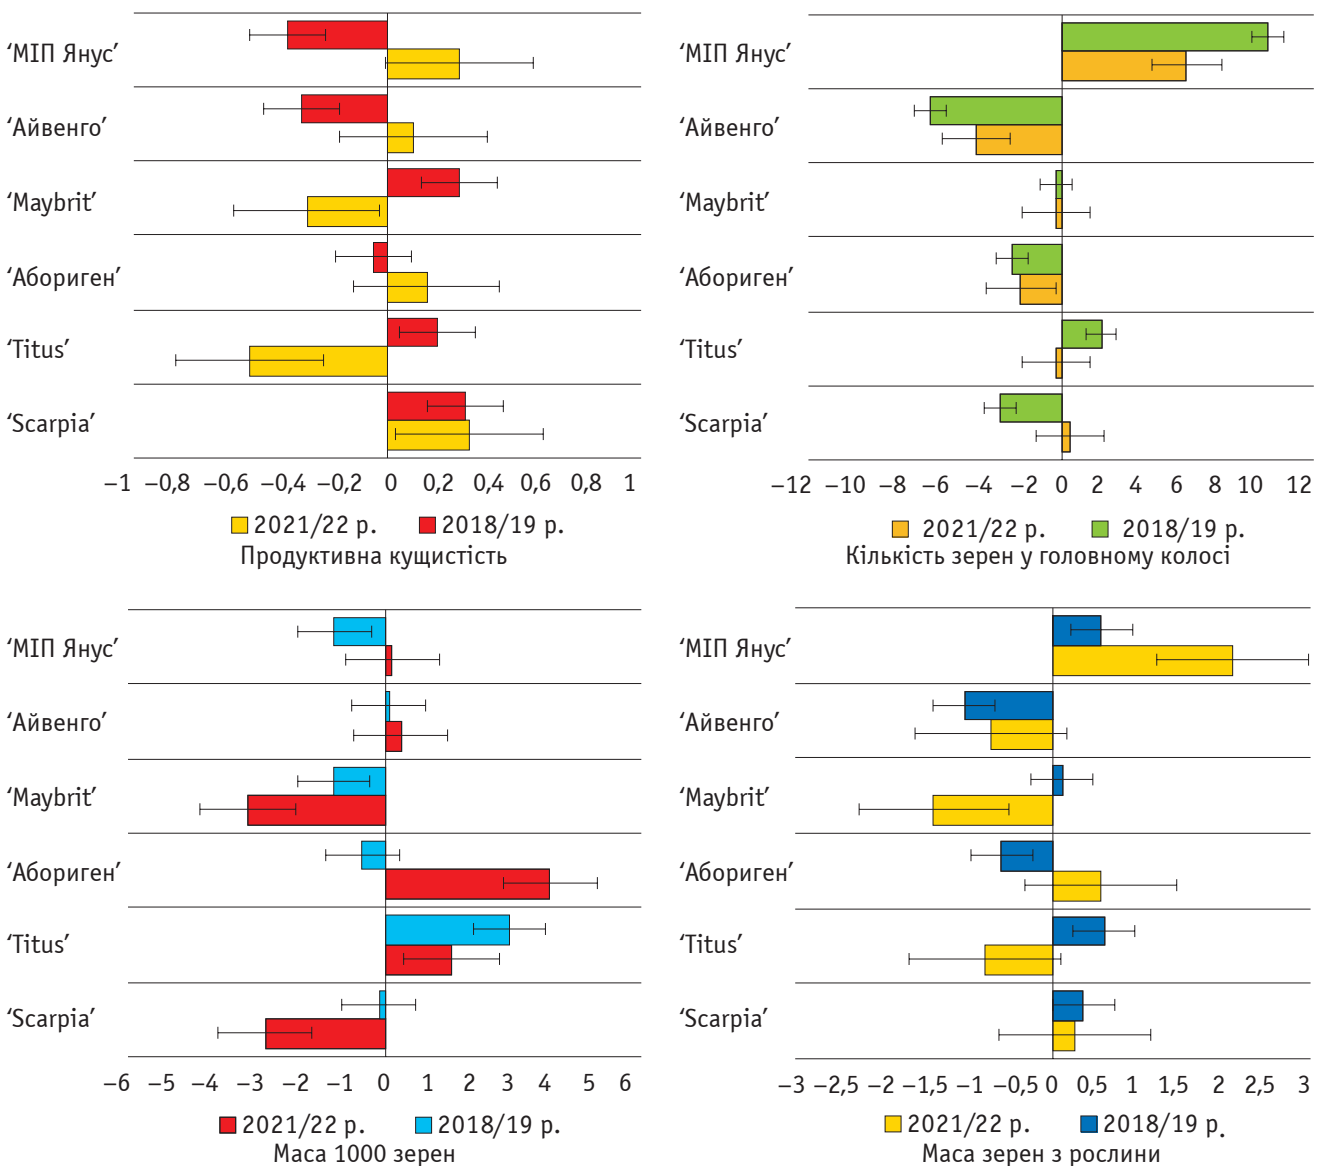 ‘МІП Янус’
‘Айвенго’
‘Maybrit’
‘Абориген’
‘Titus’
‘Scarpia’
−1 −0,8 −0,6 −0,4 −0,2 0 0,2 0,4 0,6 0,8 1
2021/22 р. 2018/19 р.
Продуктивна кущистість
‘МІП Янус’
‘Айвенго’
‘Maybrit’
‘Абориген’
‘Titus’
‘Scarpia’
−12 −10 −8 −6 −4 −2 0 2 4 6 8 10 12
2021/22 р. 2018/19 р.
Кількість зерен у головному колосі
‘МІП Янус’
‘Айвенго’
‘Maybrit’
‘Абориген’
‘Titus’
‘Scarpia’
−6 −5 −4 −3 −2 −1 0 1 2 3 4 5 6
2021/22 р. 2018/19 р.
Маса 1000 зерен
‘МІП Янус’
‘Айвенго’
‘Maybrit’
‘Абориген’
‘Titus’
‘Scarpia’
−3 −2,5 −2 −1,5 −1 −0,5 0 0,5 1 1,5 2 2,5 3
2021/22 р. 2018/19 р.
Маса зерен з рослини